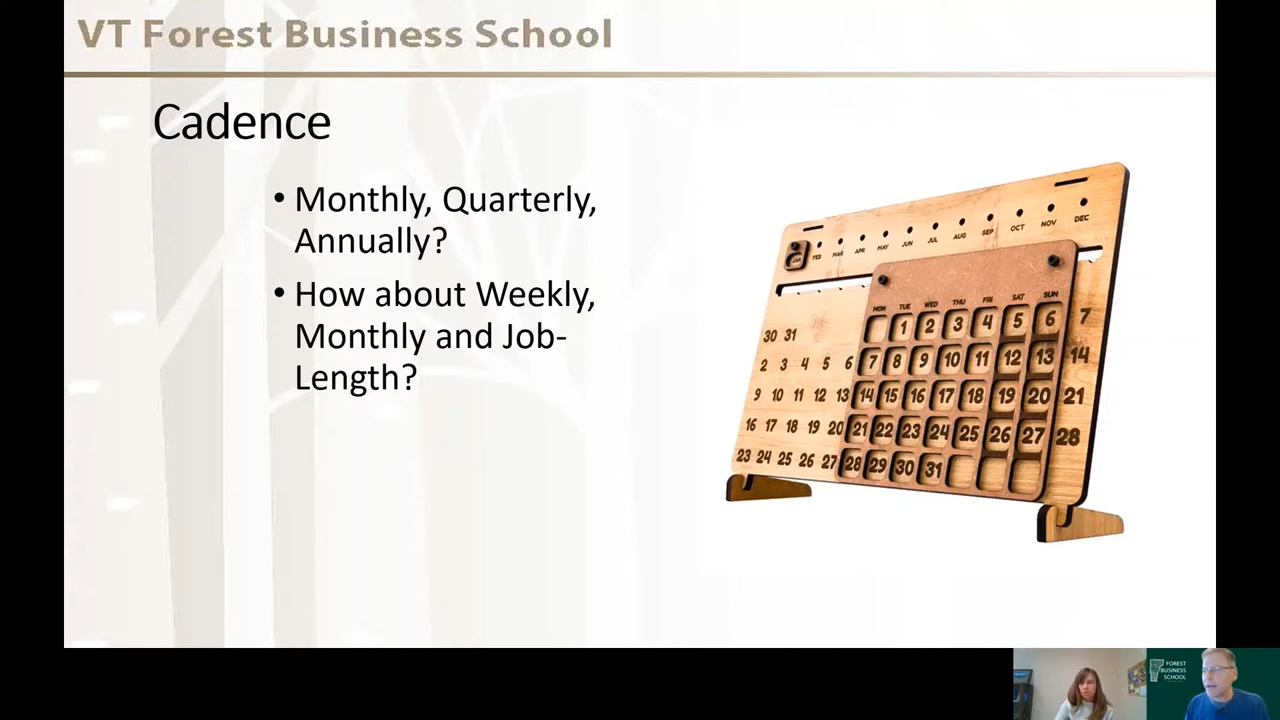 VT Forest Business School
Cadence
• Monthly, Quarterly,
Annually?
• How about Weekly,
Monthly and Job-
Length?
JAN FEB MAR APR MAY JUN JUL AUG SEP OCT NOV DEC
MON TUE WED THU FRI SAT SUN
1 2 3 4 5 6 7
30 31
2 3 4 5 6 7 8 9 10 11 12 13 14
9 10 11 12 13 14 15 16 17 18 19 20 21
16 17 18 19 20 21 22 23 24 25 26 27 28
23 24 25 26 27 28 29 30 31
FOREST
BUSINESS
SCHOOL